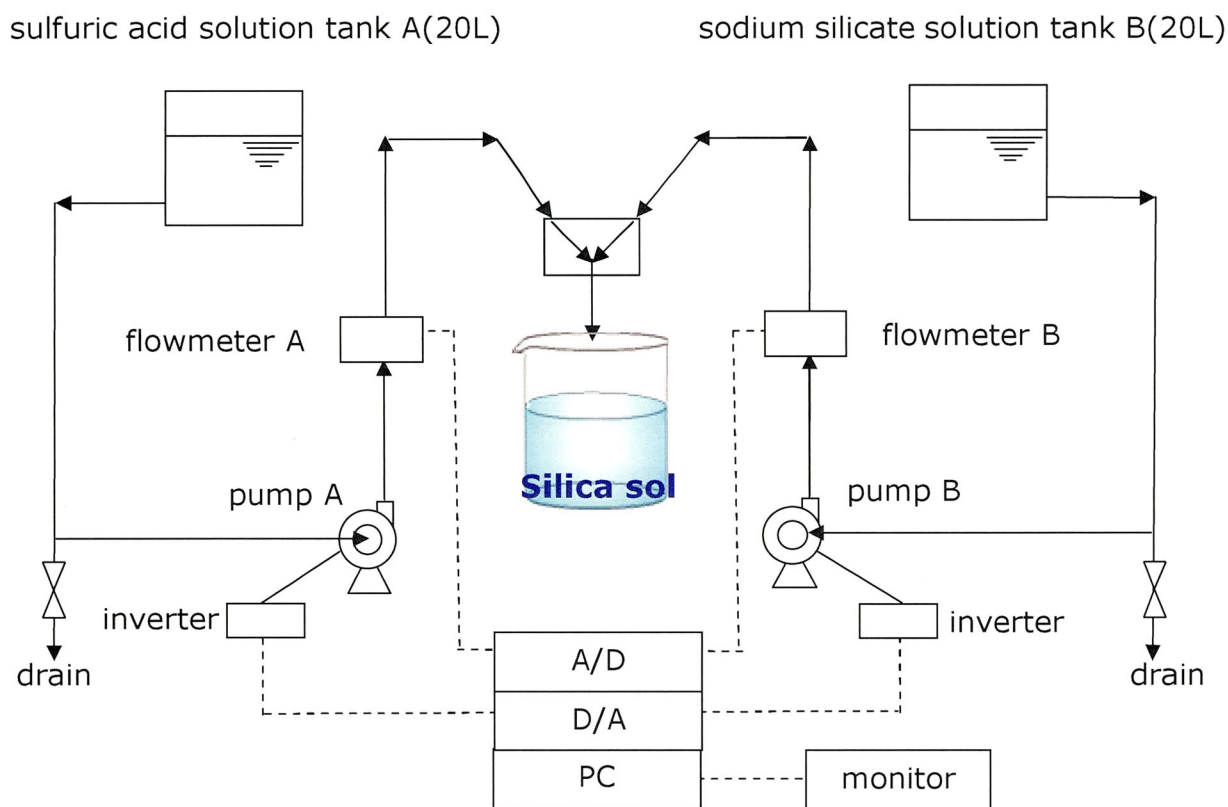 sulfuric acid solution tank A(20L)
sodium silicate solution tank B(20L)
flowmeter A
flowmeter B
Silica sol
pump A
pump B
inverter
inverter
drain
drain
A/D
D/A
PC
monitor